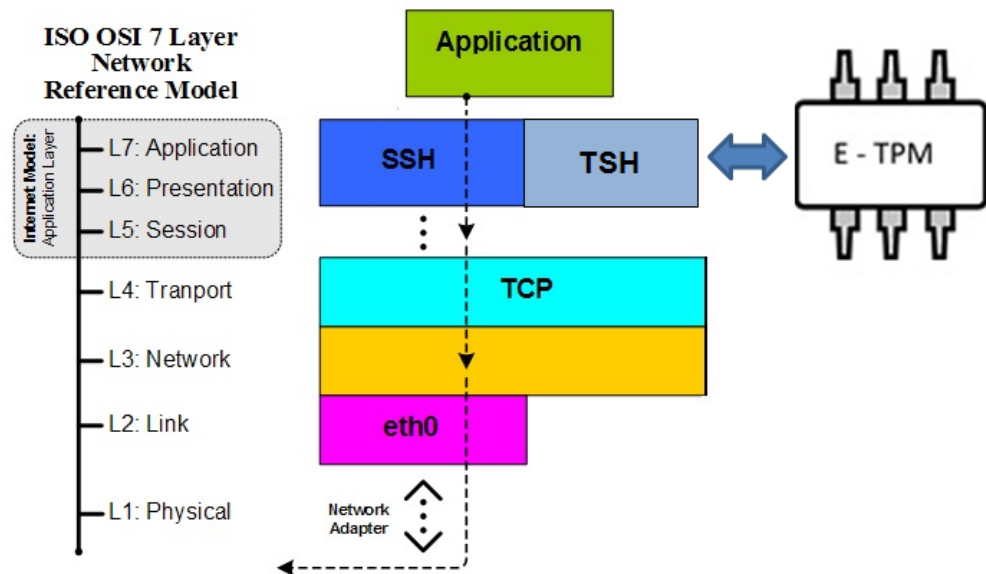 ISO OSI 7 Layer
Network
Reference Model
Internet Model:
Application Layer
L7: Application
L6: Presentation
L5: Session
L4: Tranport
L3: Network
L2: Link
L1: Physical
Application
SSH
TSH
E - TPM
TCP
eth0
Network
Adapter